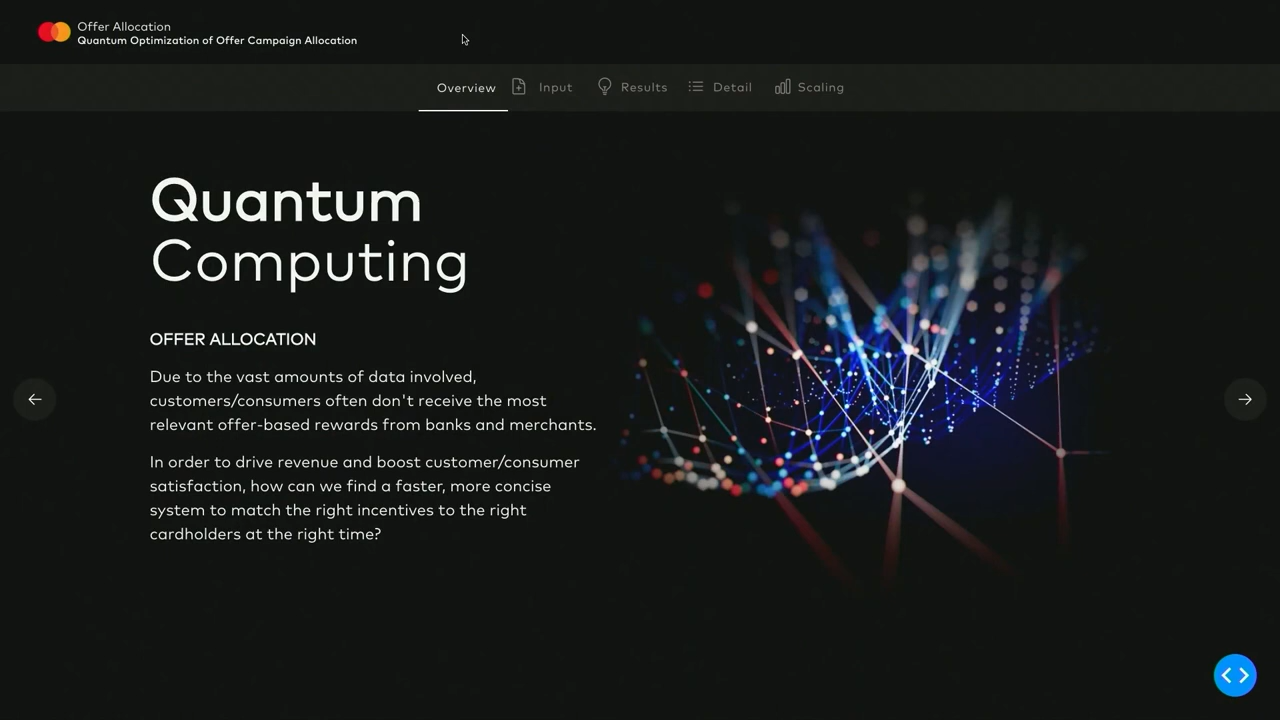 Offer Allocation
Quantum Optimization of Offer Campaign Allocation
Overview
Input
Results
Detail
Scaling
Quantum
Computing
OFFER ALLOCATION
Due to the vast amounts of data involved,
customers/consumers often don't receive the most
relevant offer-based rewards from banks and merchants.
In order to drive revenue and boost customer/consumer
satisfaction, how can we find a faster, more concise
system to match the right incentives to the right
cardholders at the right time?